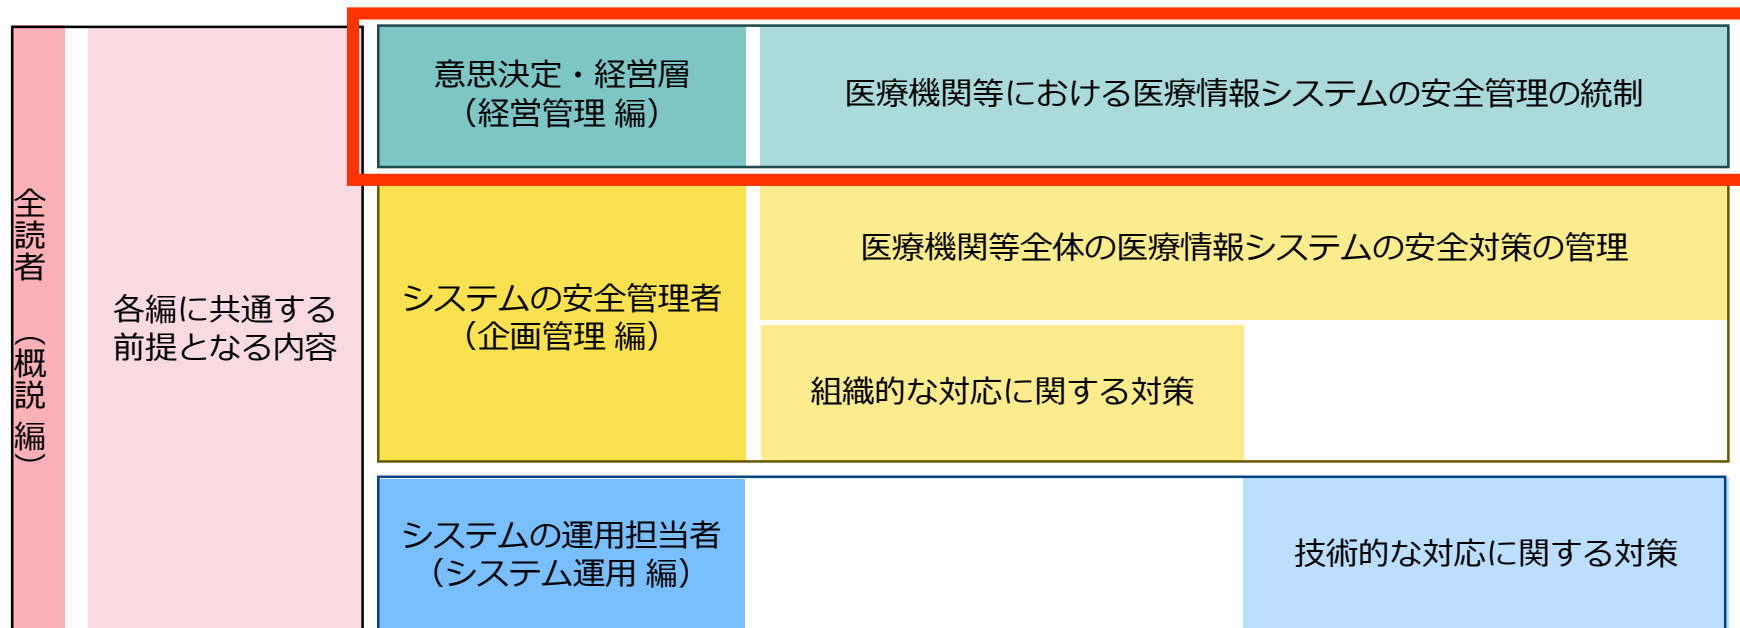 全読者 （概説 編）
各編に共通する
前提となる内容
意思決定・経営層
（経営管理 編）
医療機関等における医療情報システムの安全管理の統制
システムの安全管理者
（企画管理 編）
医療機関等全体の医療情報システムの安全対策の管理
組織的な対応に関する対策
システムの運用担当者
（システム運用 編）
技術的な対応に関する対策